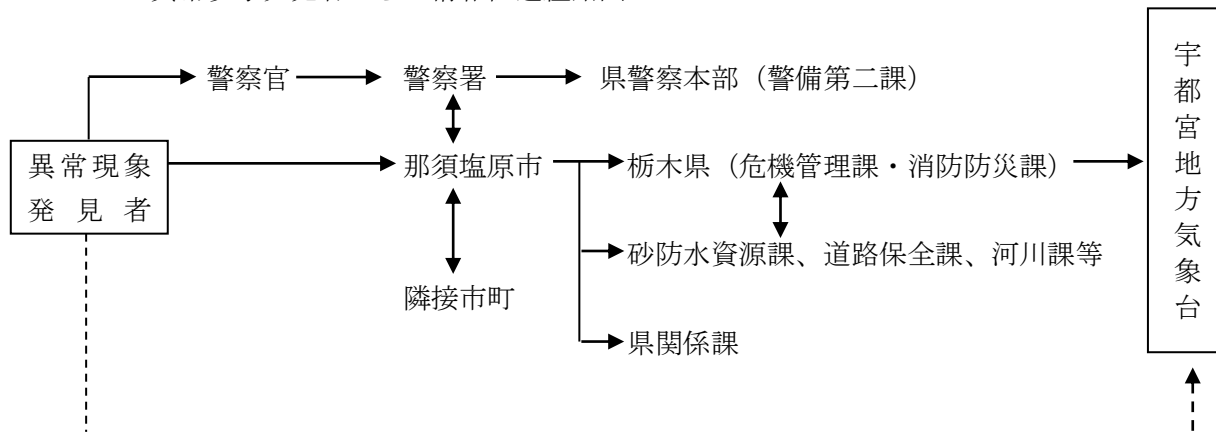 警察官
警察署
県警察本部（警備第二課）
異常現象
発見者
那須塩原市
栃木県（危機管理課・消防防災課）
砂防水資源課、道路保全課、河川課等
隣接市町
県関係課
宇都宮地方気象台